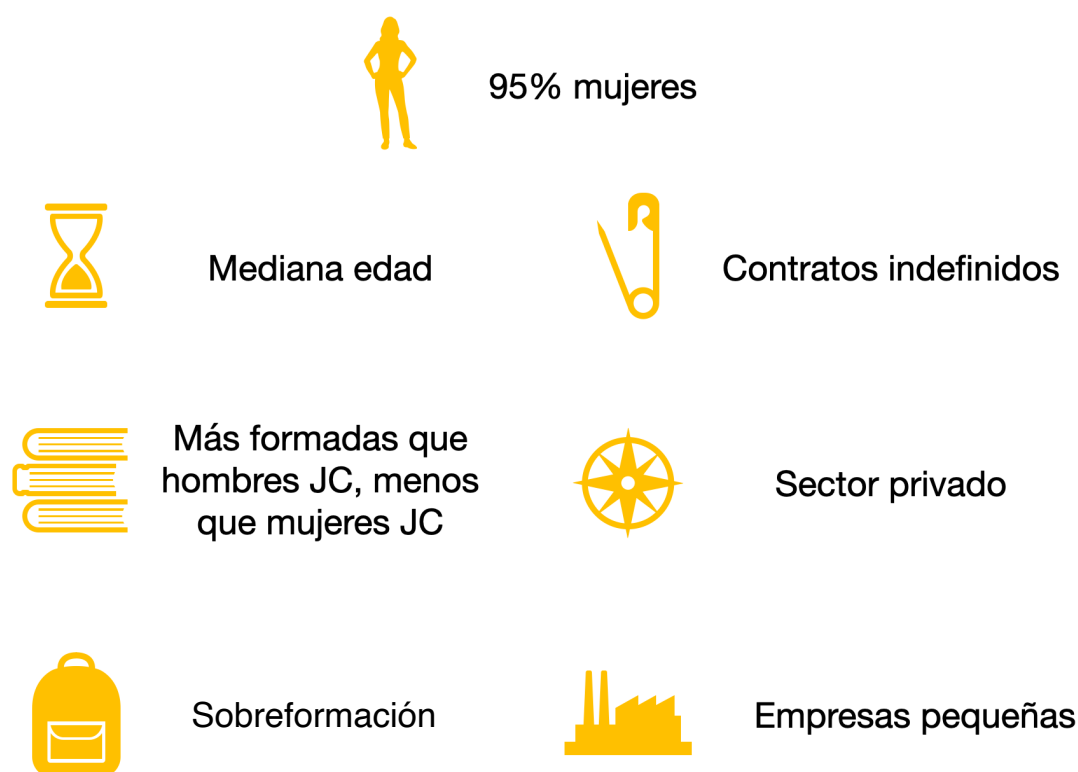 95% mujeres
Mediana edad
Contratos indefinidos
Más formadas que
hombres JC, menos
que mujeres JC
Sector privado
Sobreformación
Empresas pequeñas